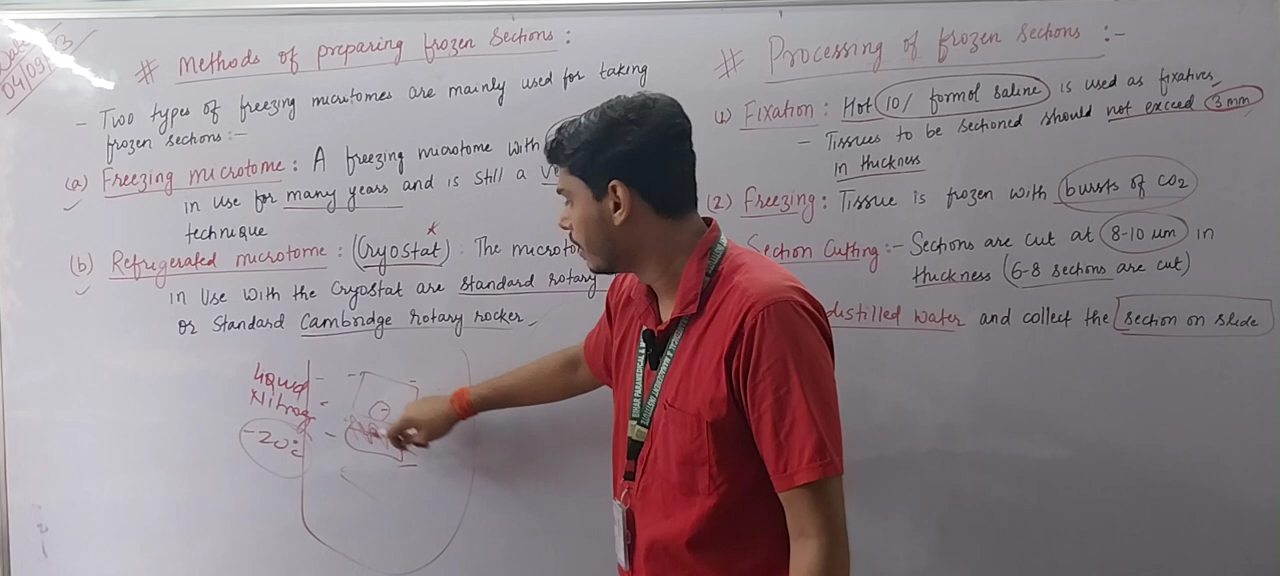 Date
04/09/ 3
# Methods of preparing frozen Sections :
- Two types of freezing micritomes are mainly used for taking
frozen sections :-
(a) Freezing microtome : A freezing microtome with
in use for many years and is still a
technique
(b) Refrigerated microtome : (Cryostat) : The microto
in Use with the Cryostat are standard rotary
or standard Cambridge rotary rocker
Liquid
Nitrog
-20°c
# Processing of frozen Sections :-
(1) Fixation : Hot 10/ formol saline is used as fixatives
- Tissues to be sectioned should not exceed 3mm
in thickness
(2) Freezing : Tissue is frozen with bursts of CO2
Section Cutting :- Sections are cut at 8-10 um in
thickness (6-8 sections are cut)
distilled water and collect the section on slide
BIHAR PARAMEDICAL &